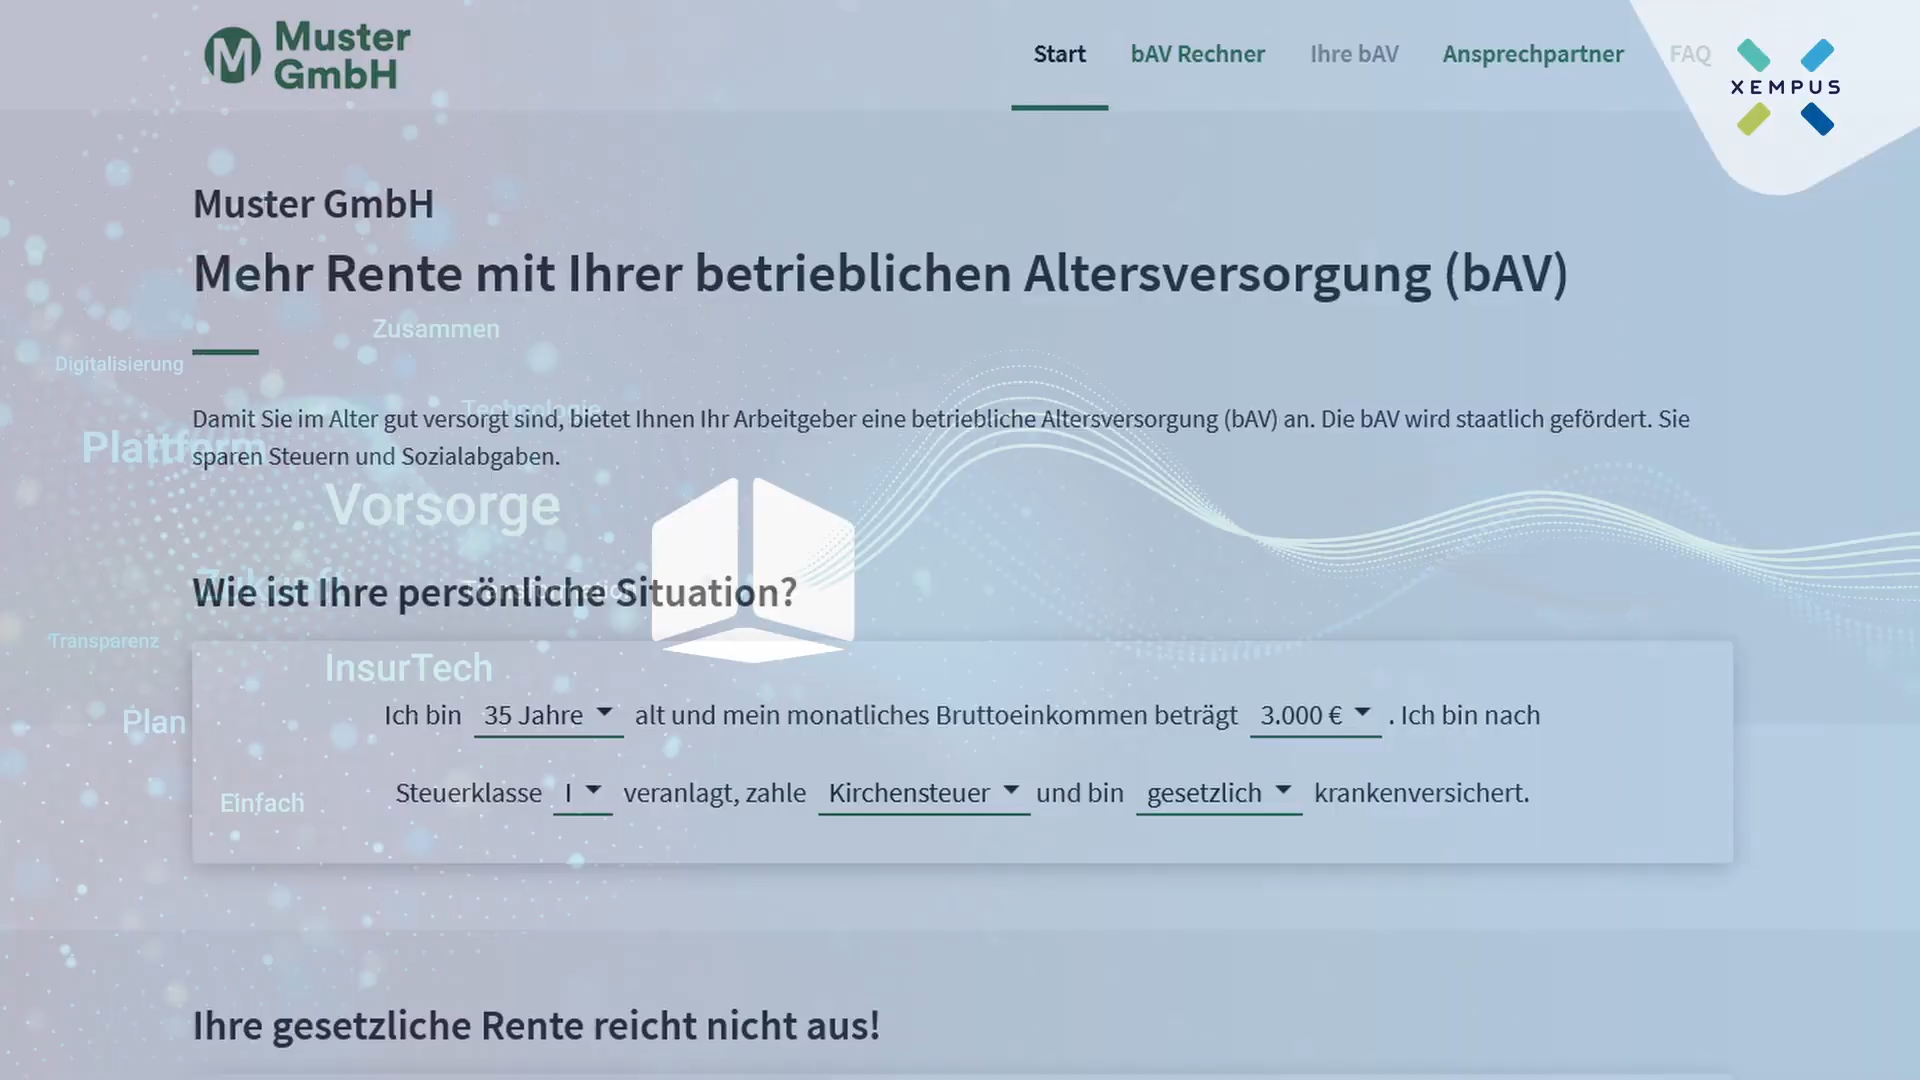 Muster
GmbH
Start
bAV Rechner
Ihre bAV
Ansprechpartner
FAQ
XEMPUS
Muster GmbH
Mehr Rente mit Ihrer betrieblichen Altersversorgung (bAV)
Zusammen
Digitalisierung
Technologie
Damit Sie im Alter gut versorgt sind, bietet Ihnen Ihr Arbeitgeber eine betriebliche Altersversorgung (bAV) an. Die bAV wird staatlich gefördert. Sie
Plattform
sparen Steuern und Sozialabgaben.
Vorsorge
Zukunft
Transformation
Wie ist Ihre persönliche Situation?
Transparenz
InsurTech
Plan
Ich bin 35 Jahre alt und mein monatliches Bruttoeinkommen beträgt 3.000 € . Ich bin nach
Steuerklasse I veranlagt, zahle Kirchensteuer und bin gesetzlich krankenversichert.
Einfach
Ihre gesetzliche Rente reicht nicht aus!